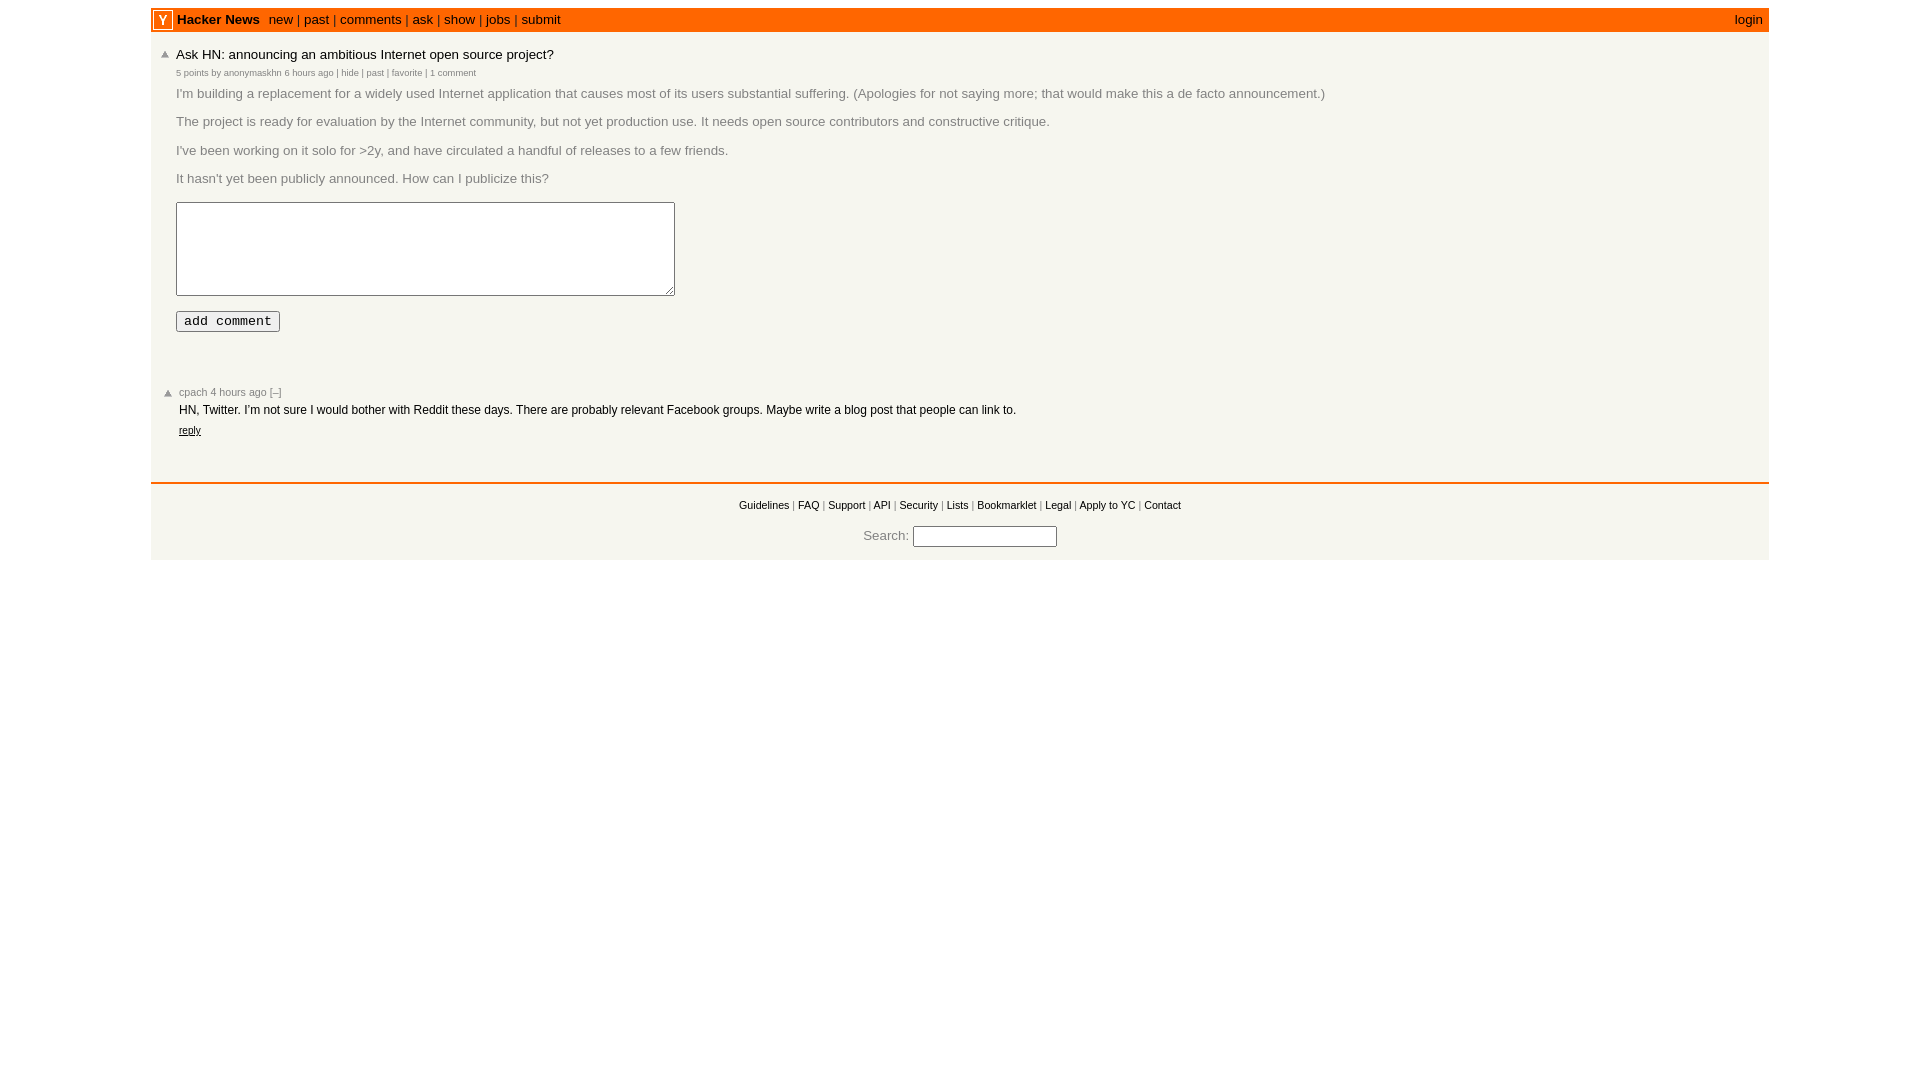 Y Hacker News new | past | comments | ask | show | jobs | submit login
Ask HN: announcing an ambitious Internet open source project?
5 points by anonymaskhn 6 hours ago | hide | past | favorite | 1 comment
I'm building a replacement for a widely used Internet application that causes most of its users substantial suffering. (Apologies for not saying more; that would make this a de facto announcement.)
The project is ready for evaluation by the Internet community, but not yet production use. It needs open source contributors and constructive critique.
I've been working on it solo for >2y, and have circulated a handful of releases to a few friends.
It hasn't yet been publicly announced. How can I publicize this?
add comment
cpach 4 hours ago [–]
HN, Twitter. I’m not sure I would bother with Reddit these days. There are probably relevant Facebook groups. Maybe write a blog post that people can link to.
reply
Guidelines | FAQ | Support | API | Security | Lists | Bookmarklet | Legal | Apply to YC | Contact
Search: